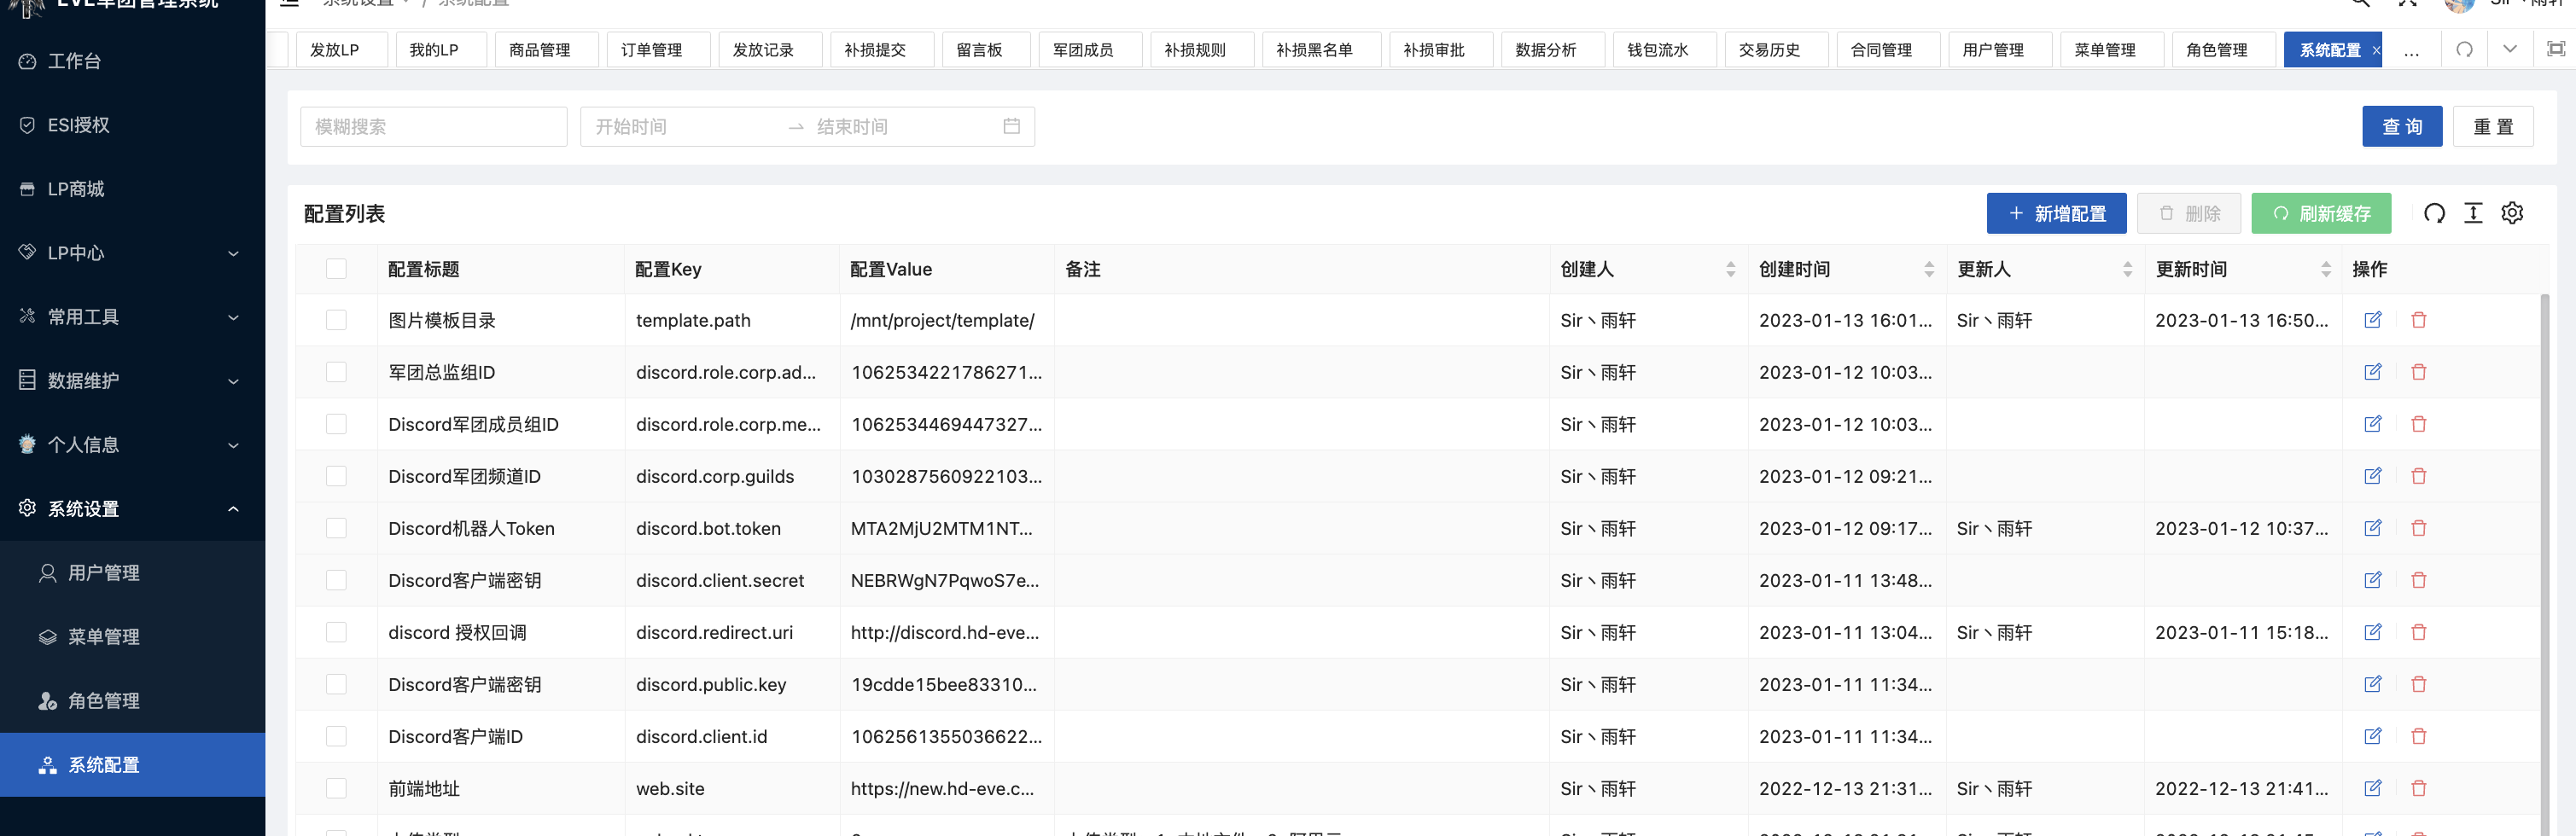 EVE军团管理系统
系统设置 / 系统配置
Sir丶雨轩
工作台
ESI授权
LP商城
LP中心
常用工具
数据维护
个人信息
系统设置
用户管理
菜单管理
角色管理
系统配置
发放LP 我的LP 商品管理 订单管理 发放记录 补损提交 留言板 军团成员 补损规则 补损黑名单 补损审批 数据分析 钱包流水 交易历史 合同管理 用户管理 菜单管理 角色管理 系统配置 × ...
模糊搜索 开始时间 → 结束时间 查 询 重 置
配置列表 + 新增配置 删除 刷新缓存
配置标题 配置Key 配置Value 备注 创建人 创建时间 更新人 更新时间 操作
图片模板目录 template.path /mnt/project/template/ Sir丶雨轩 2023-01-13 16:01... Sir丶雨轩 2023-01-13 16:50...
军团总监组ID discord.role.corp.ad... 1062534221786271... Sir丶雨轩 2023-01-12 10:03...
Discord军团成员组ID discord.role.corp.me... 1062534469447327... Sir丶雨轩 2023-01-12 10:03...
Discord军团频道ID discord.corp.guilds 1030287560922103... Sir丶雨轩 2023-01-12 09:21...
Discord机器人Token discord.bot.token MTA2MjU2MTM1NT... Sir丶雨轩 2023-01-12 09:17... Sir丶雨轩 2023-01-12 10:37...
Discord客户端密钥 discord.client.secret NEBRWgN7PqwoS7e... Sir丶雨轩 2023-01-11 13:48...
discord 授权回调 discord.redirect.uri http://discord.hd-eve... Sir丶雨轩 2023-01-11 13:04... Sir丶雨轩 2023-01-11 15:18...
Discord客户端密钥 discord.public.key 19cdde15bee83310... Sir丶雨轩 2023-01-11 11:34...
Discord客户端ID discord.client.id 1062561355036622... Sir丶雨轩 2023-01-11 11:34...
前端地址 web.site https://new.hd-eve.c... Sir丶雨轩 2022-12-13 21:31... Sir丶雨轩 2022-12-13 21:41...